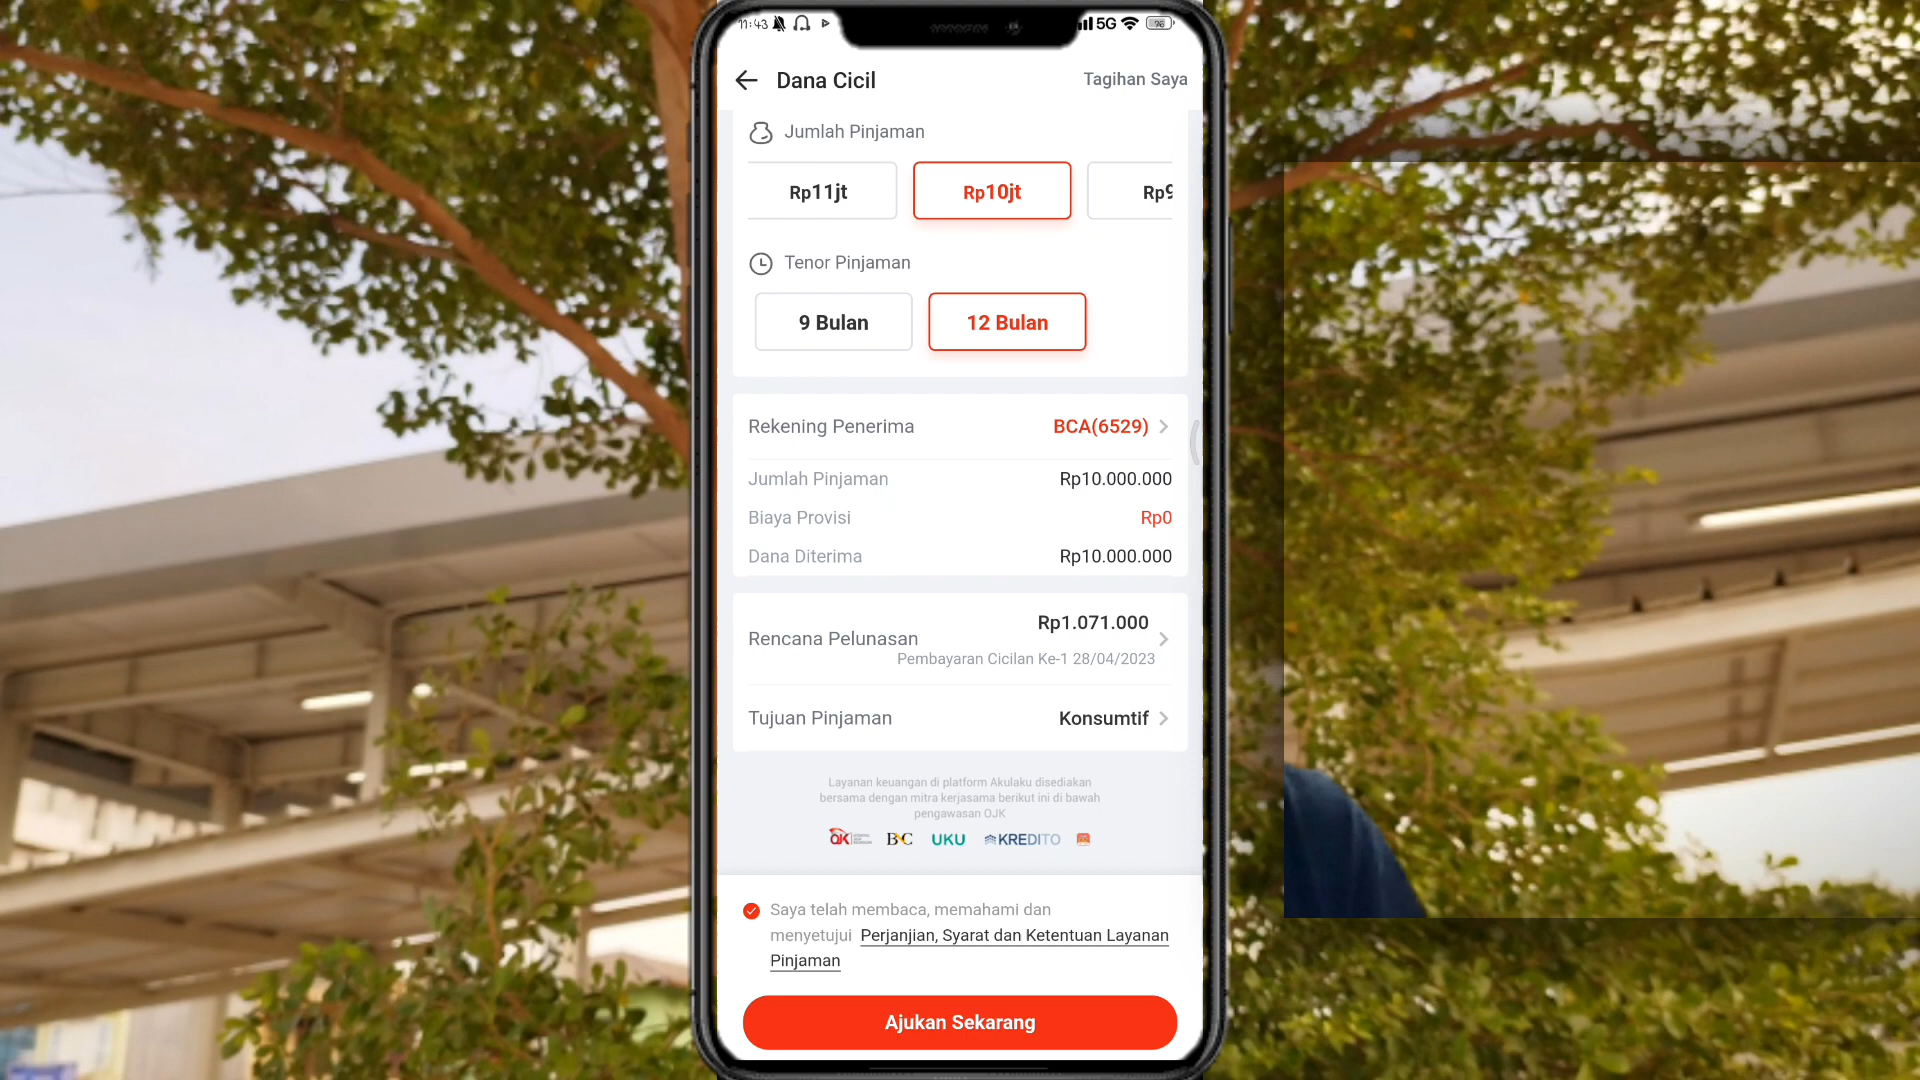 11:43 5G 76
Dana Cicil Tagihan Saya
Jumlah Pinjaman
Rp11jt Rp10jt Rp9
Tenor Pinjaman
9 Bulan 12 Bulan
Rekening Penerima BCA(6529)
Jumlah Pinjaman Rp10.000.000
Biaya Provisi Rp0
Dana Diterima Rp10.000.000
Rp1.071.000
Rencana Pelunasan
Pembayaran Cicilan Ke-1 28/04/2023
Tujuan Pinjaman Konsumtif
Layanan keuangan di platform Akulaku disediakan
bersama dengan mitra kerjasama berikut ini di bawah
pengawasan OJK
OJK BNC UKU KREDITO
Saya telah membaca, memahami dan
menyetujui Perjanjian, Syarat dan Ketentuan Layanan
Pinjaman
Ajukan Sekarang